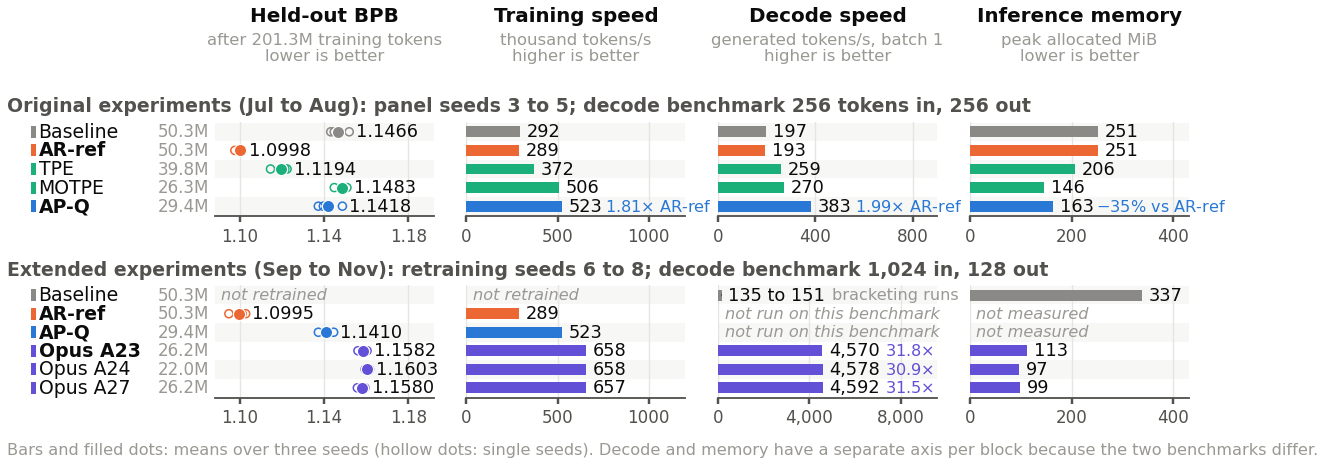 Held-out BPB Training speed Decode speed Inference memory
after 201.3M training tokens thousand tokens/s generated tokens/s, batch 1 peak allocated MiB
lower is better higher is better higher is better lower is better
Original experiments (Jul to Aug): panel seeds 3 to 5; decode benchmark 256 tokens in, 256 out
Baseline 50.3M 1.1466 292 197 251
AR-ref 50.3M 1.0998 289 193 251
TPE 39.8M 1.1194 372 259 206
MOTPE 26.3M 1.1483 506 270 146
AP-Q 29.4M 1.1418 523 1.81× AR-ref 383 1.99× AR-ref 163 −35% vs AR-ref
1.10 1.14 1.18 0 500 1000 0 400 800 0 200 400
Extended experiments (Sep to Nov): retraining seeds 6 to 8; decode benchmark 1,024 in, 128 out
Baseline 50.3M not retrained not retrained 135 to 151 bracketing runs 337
AR-ref 50.3M 1.0995 289 not run on this benchmark not measured
AP-Q 29.4M 1.1410 523 not run on this benchmark not measured
Opus A23 26.2M 1.1582 658 4,570 31.8× 113
Opus A24 22.0M 1.1603 658 4,578 30.9× 97
Opus A27 26.2M 1.1580 657 4,592 31.5× 99
1.10 1.14 1.18 0 500 1000 0 4,000 8,000 0 200 400
Bars and filled dots: means over three seeds (hollow dots: single seeds). Decode and memory have a separate axis per block because the two benchmarks differ.